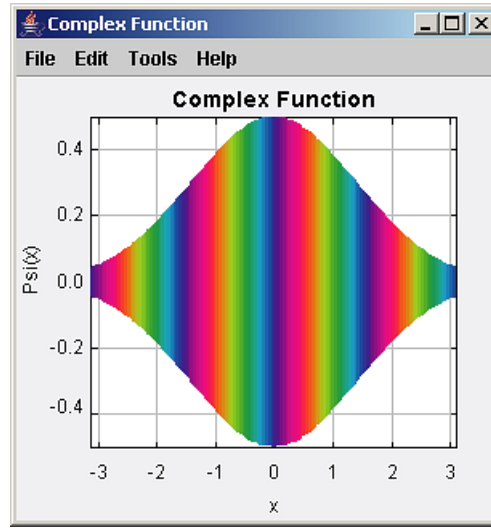 Complex Function
File Edit Tools Help
Complex Function
0.4
0.2
0.0
-0.2
-0.4
Psi(x)
-3 -2 -1 0 1 2 3
x